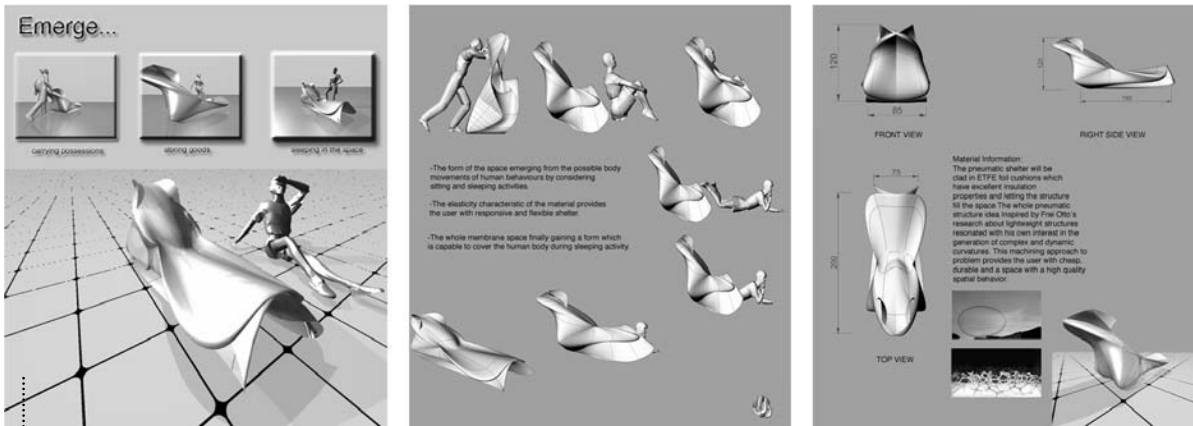 Emerge...
carrying possessions
storing goods
sleeping in the space
-The form of the space emerging from the possible body
movements of human behaviours by considering
sitting and sleeping activities.
-The elasticity characteristic of the material provides
the user with responsive and flexible shelter.
-The whole membrane space finally gaining a form which
is capable to cover the human body during sleeping activity
120
85
FRONT VIEW
RIGHT SIDE VIEW
75
200
TOP VIEW
Material Information:
The pneumatic shelter will be
clad in ETFE foil cushions which
have excellent insulation
properties and letting the structure
fill the space.The whole pneumatic
structure idea inspired by Frei Otto's
research about lightweight structures
resonated with his own interest in the
generation of complex and dynamic
curvatures. This machining approach to
problem provides the user with cheap,
durable and a space with a high quality
spatial behavior.